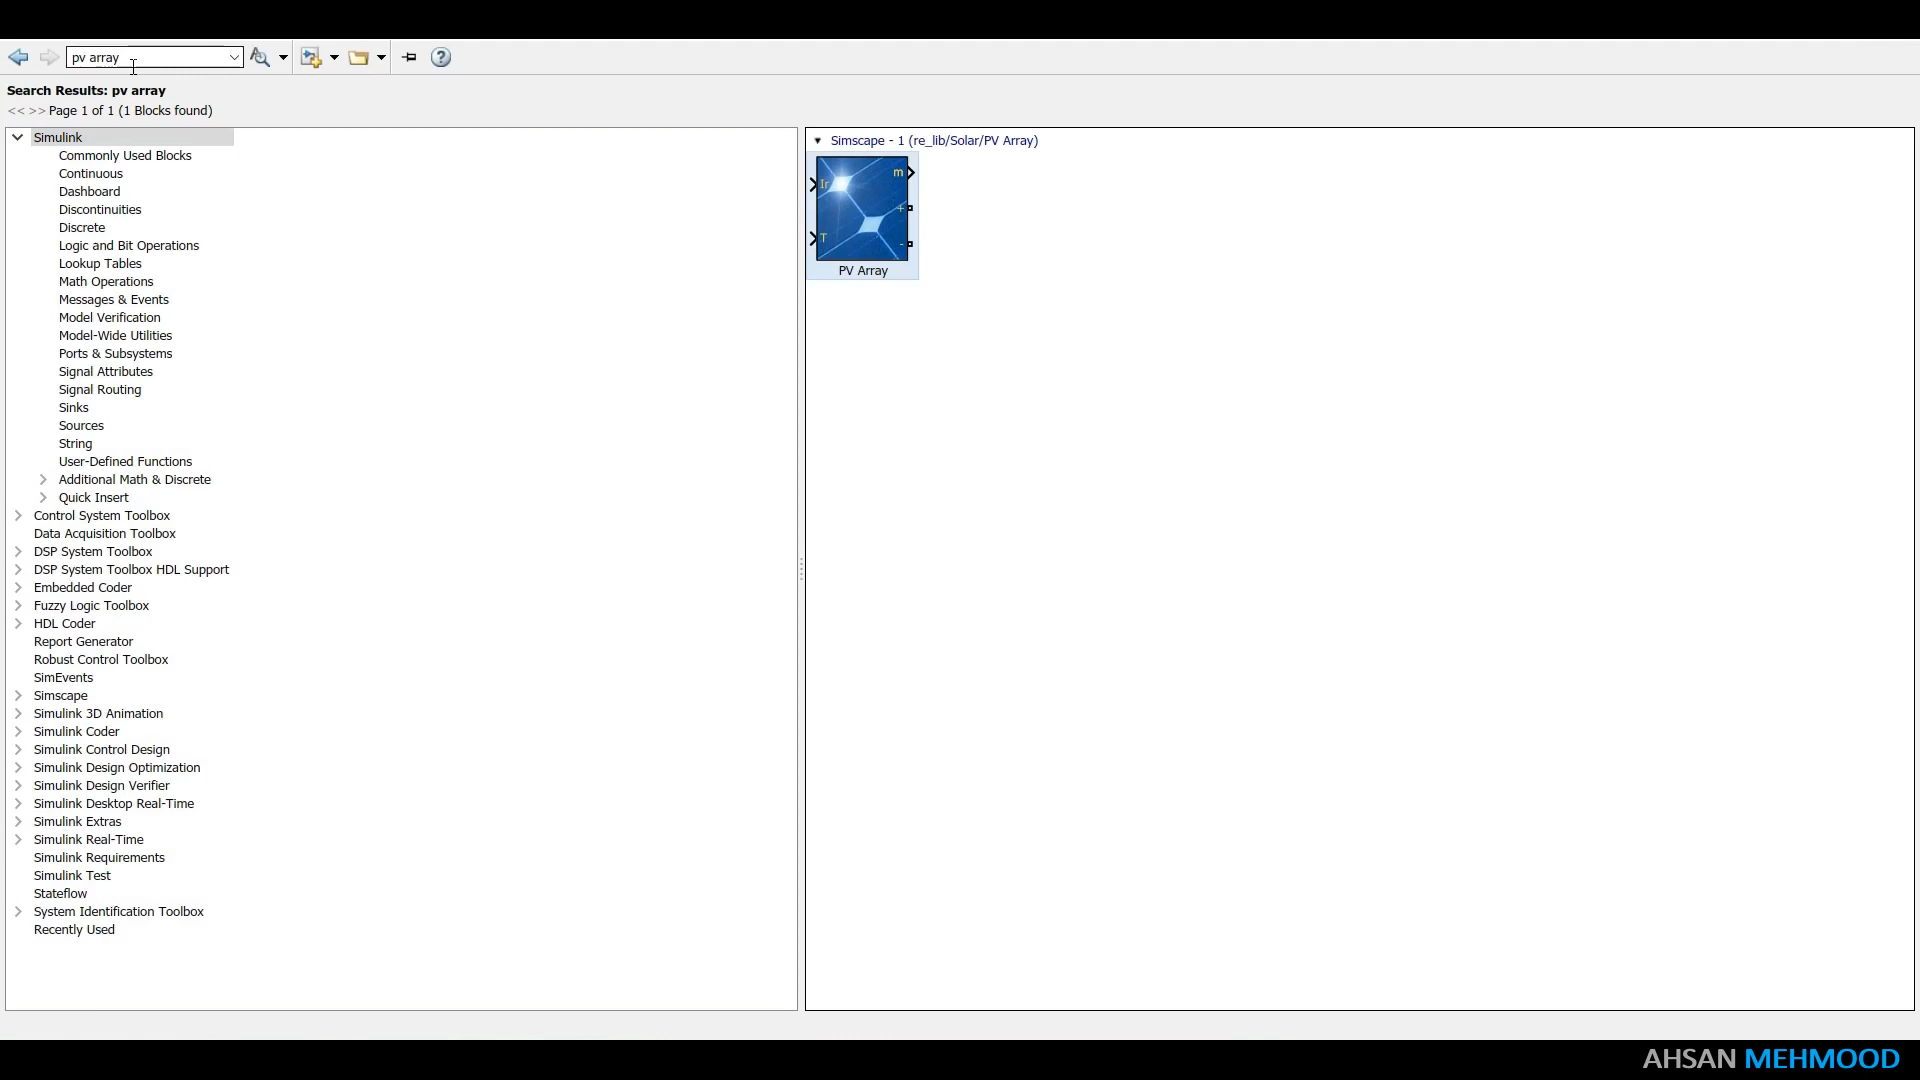 pv array
Search Results: pv array
<< >> Page 1 of 1 (1 Blocks found)
Simulink
Commonly Used Blocks
Continuous
Dashboard
Discontinuities
Discrete
Logic and Bit Operations
Lookup Tables
Math Operations
Messages & Events
Model Verification
Model-Wide Utilities
Ports & Subsystems
Signal Attributes
Signal Routing
Sinks
Sources
String
User-Defined Functions
Additional Math & Discrete
Quick Insert
Control System Toolbox
Data Acquisition Toolbox
DSP System Toolbox
DSP System Toolbox HDL Support
Embedded Coder
Fuzzy Logic Toolbox
HDL Coder
Report Generator
Robust Control Toolbox
SimEvents
Simscape
Simulink 3D Animation
Simulink Coder
Simulink Control Design
Simulink Design Optimization
Simulink Design Verifier
Simulink Desktop Real-Time
Simulink Extras
Simulink Real-Time
Simulink Requirements
Simulink Test
Stateflow
System Identification Toolbox
Recently Used
Simscape - 1 (re_lib/Solar/PV Array)
m
Ir
+
T
-
PV Array
AHSAN MEHMOOD